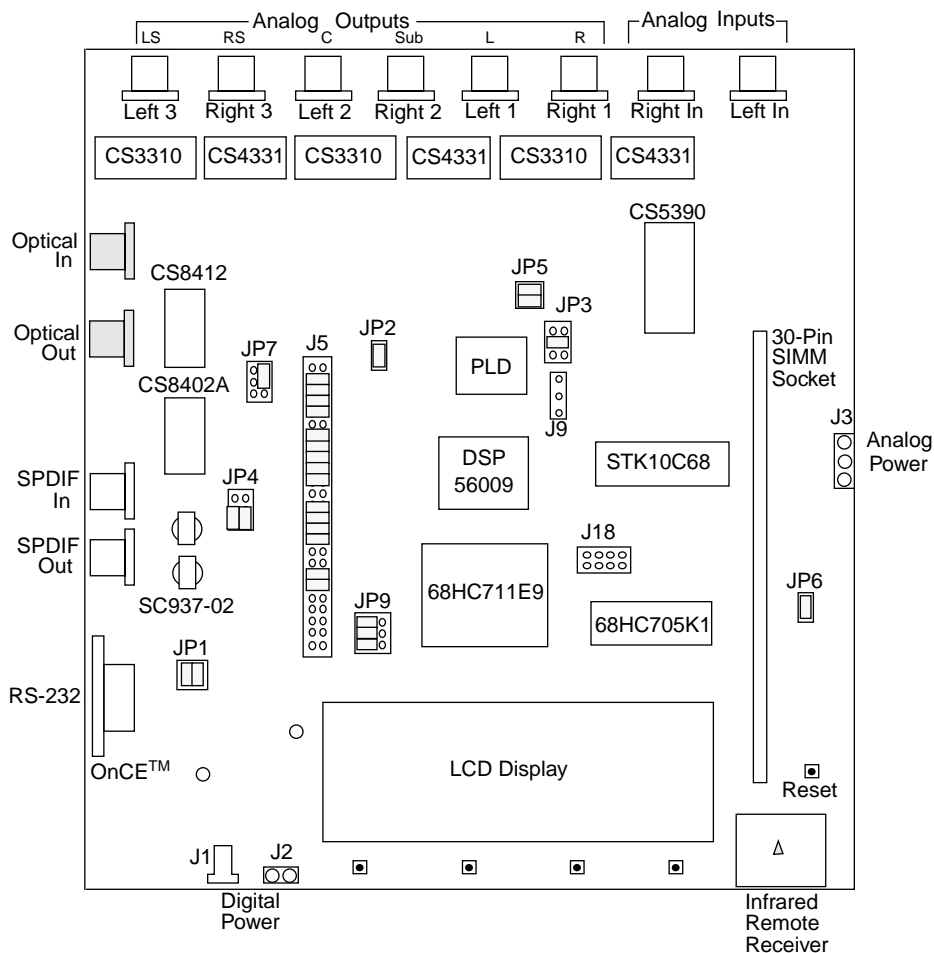 Analog Outputs
Analog Inputs
LS
RS
C
Sub
L
R
Left 3
Right 3
Left 2
Right 2
Left 1
Right 1
Right In
Left In
CS3310
CS4331
CS3310
CS4331
CS3310
CS4331
CS5390
Optical
In
CS8412
JP5
JP3
Optical
Out
JP7
J5
JP2
PLD
30-Pin
SIMM
Socket
CS8402A
J9
J3
Analog
Power
DSP
56009
STK10C68
SPDIF
In
JP4
SPDIF
Out
J18
68HC711E9
JP6
SC937-02
JP9
68HC705K1
JP1
RS-232
LCD Display
OnCE™
Reset
J1
J2
Digital
Power
Infrared
Remote
Receiver